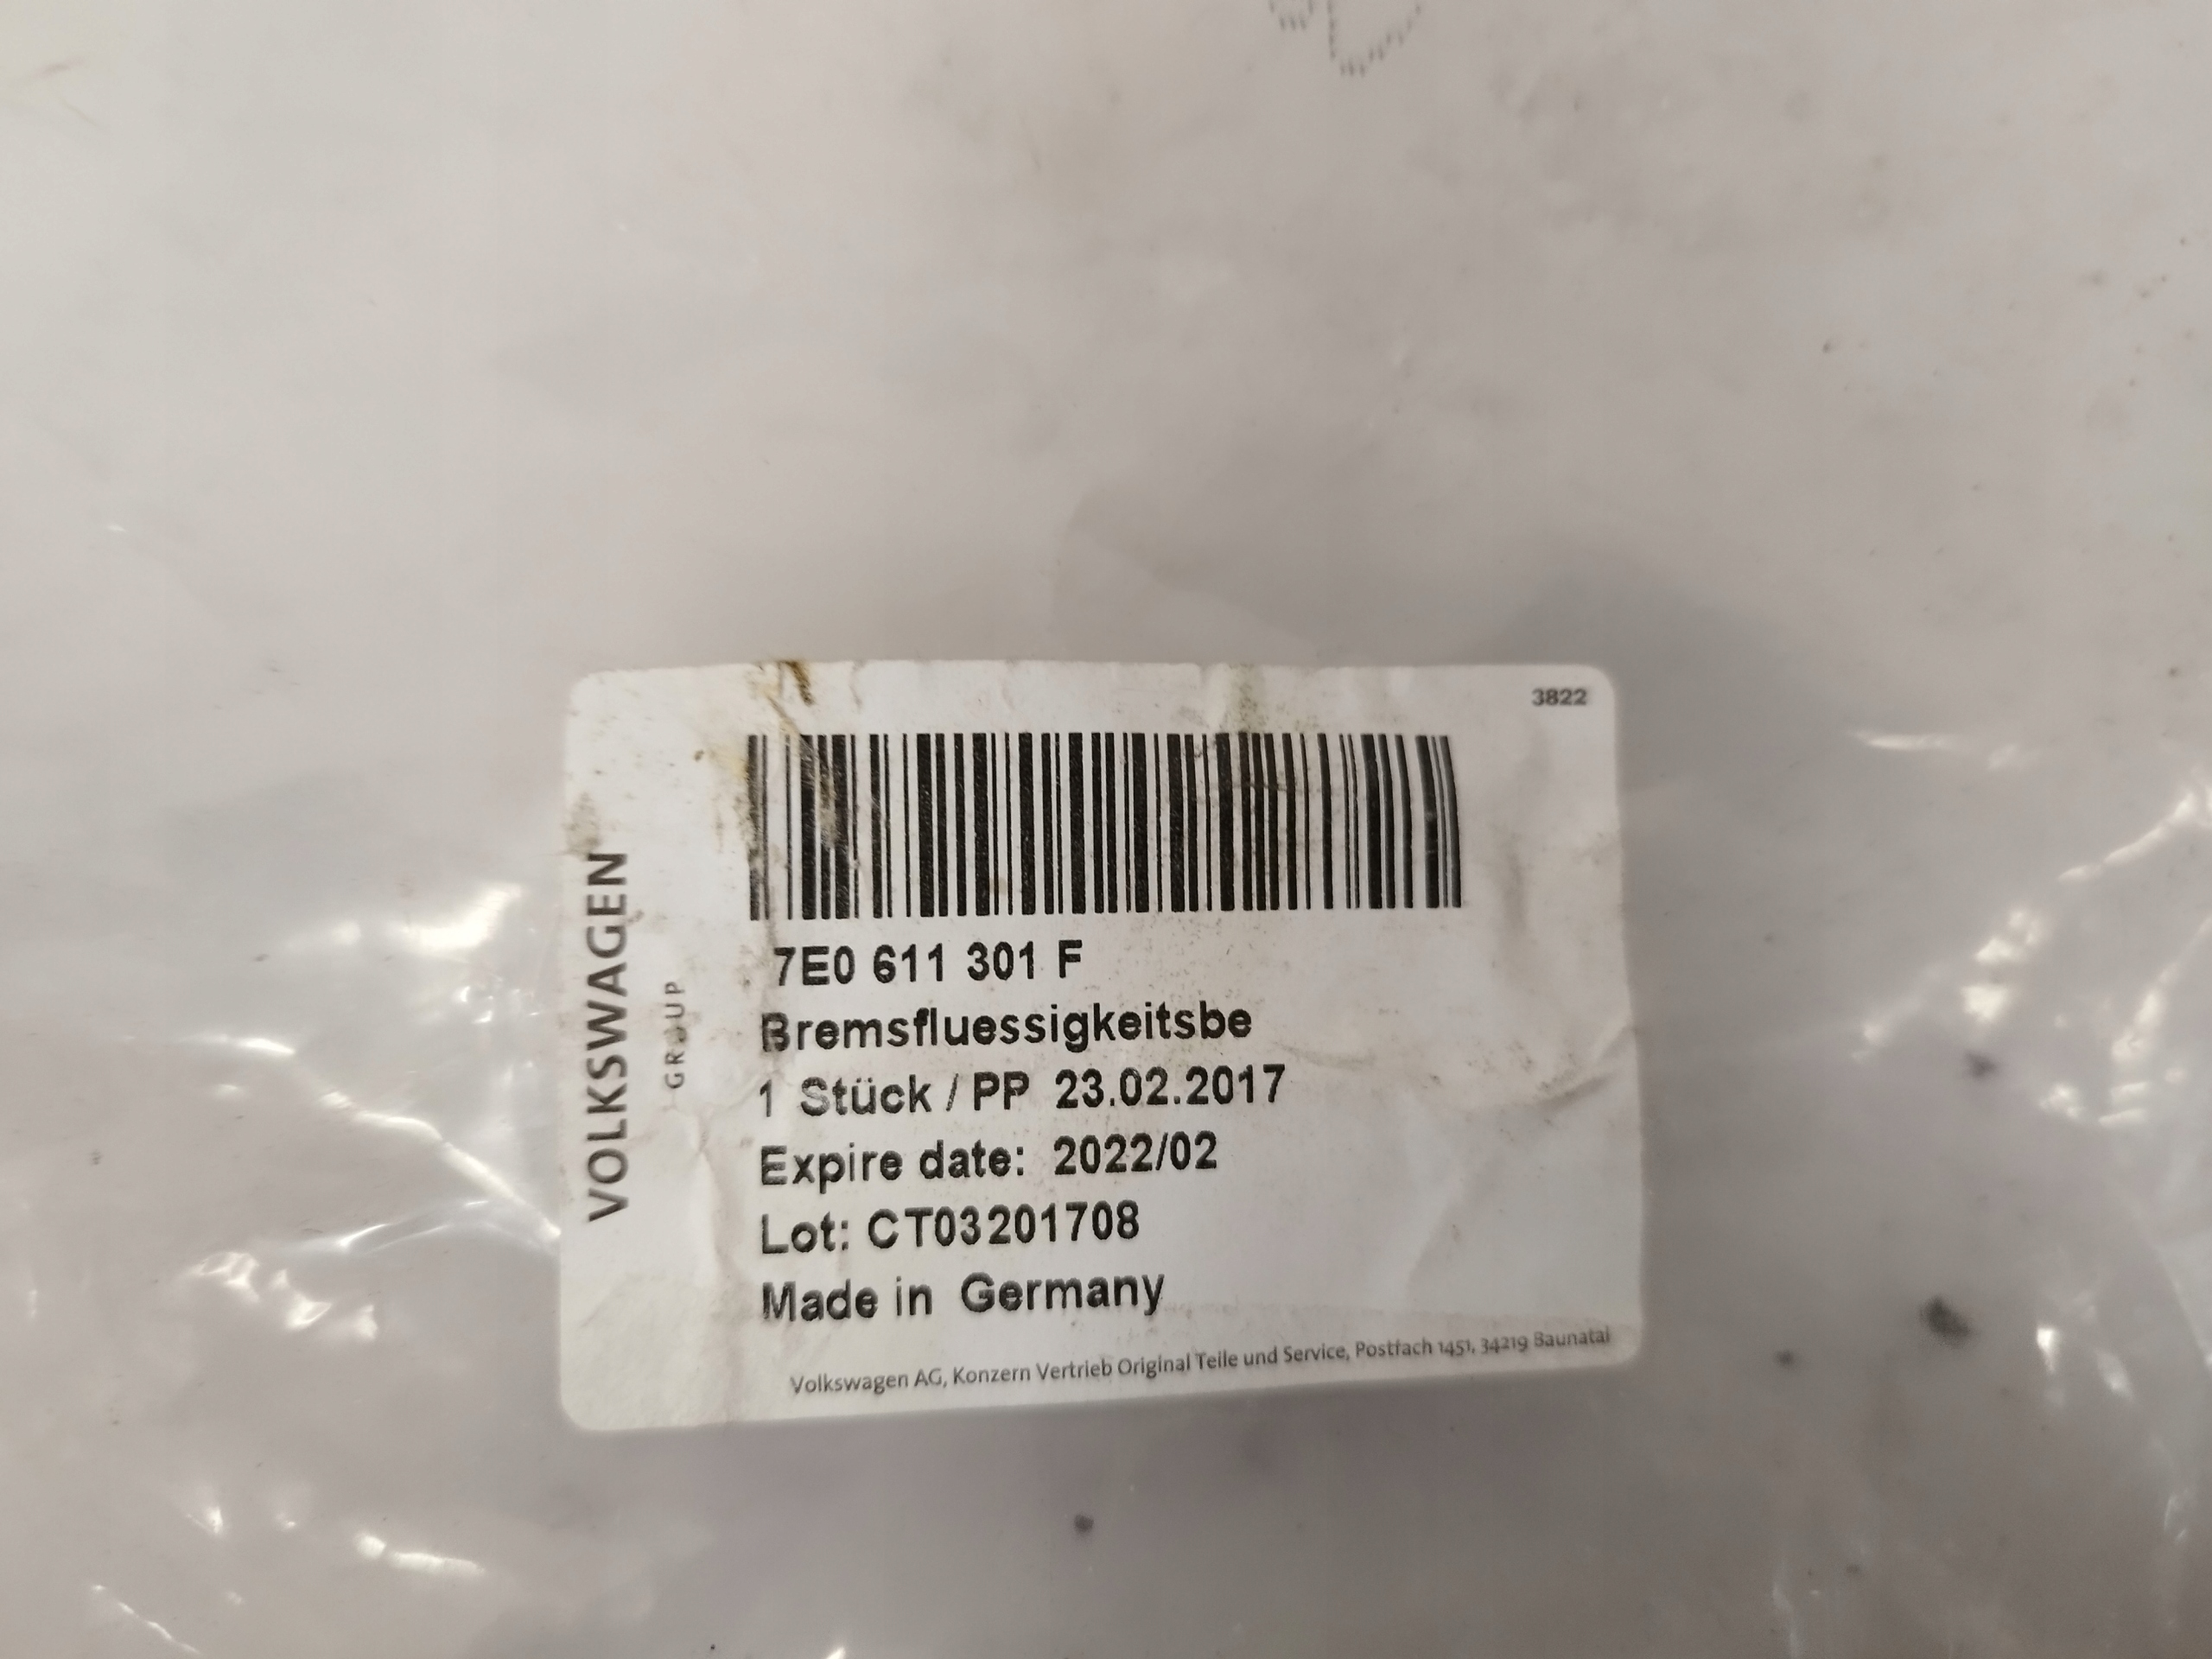 3822
VOLKSWAGEN
GROUP
7E0 611 301 F
Bremsfluessigkeitsbe
1 Stück / PP 23.02.2017
Expire date: 2022/02
Lot: CT03201708
Made in Germany
Volkswagen AG, Konzern Vertrieb Original Teile und Service, Postfach 1451, 34219 Baunatal